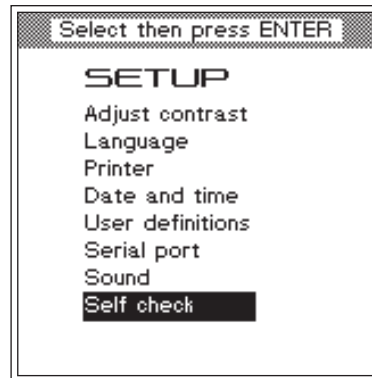 Select then press ENTER
SETUP
Adjust contrast
Language
Printer
Date and time
User definitions
Serial port
Sound
Self check